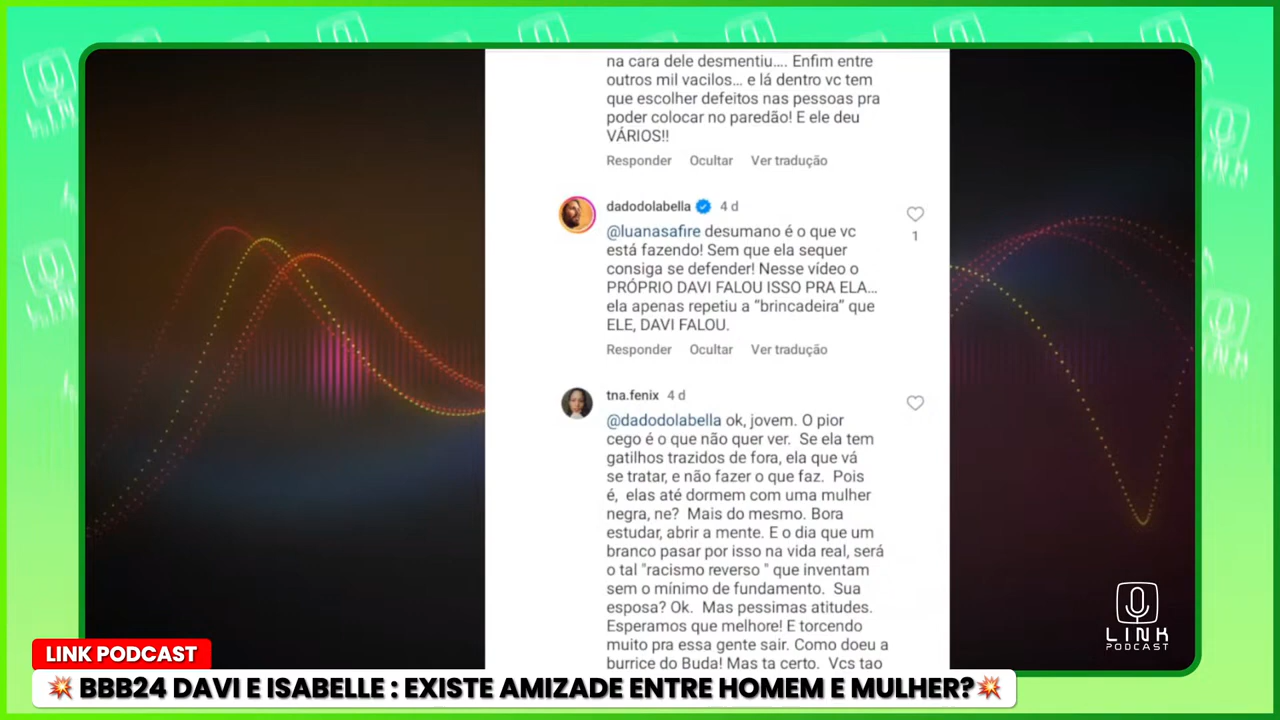 na cara dele desmentiu…. Enfim entre
outros mil vacilos… e lá dentro vc tem
que escolher defeitos nas pessoas pra
poder colocar no paredão! E ele deu
VÁRIOS!!
Responder Ocultar Ver tradução
dadodolabella 4 d
@luanasafire desumano é o que vc
está fazendo! Sem que ela sequer
consiga se defender! Nesse vídeo o
PRÓPRIO DAVI FALOU ISSO PRA ELA…
ela apenas repetiu a “brincadeira” que
ELE, DAVI FALOU.
1
Responder Ocultar Ver tradução
tna.fenix 4 d
@dadodolabella ok, jovem. O pior
cego é o que não quer ver. Se ela tem
gatilhos trazidos de fora, ela que vá
se tratar, e não fazer o que faz. Pois
é, elas até dormem com uma mulher
negra, ne? Mais do mesmo. Bora
estudar, abrir a mente. E o dia que um
branco pasar por isso na vida real, será
o tal "racismo reverso " que inventam
sem o mínimo de fundamento. Sua
esposa? Ok. Mas pessimas atitudes.
Esperamos que melhore! E torcendo
muito pra essa gente sair. Como doeu a
burrice do Buda! Mas ta certo. Vcs tao
LINK
PODCAST
LINK PODCAST
💥 BBB24 DAVI E ISABELLE : EXISTE AMIZADE ENTRE HOMEM E MULHER?💥